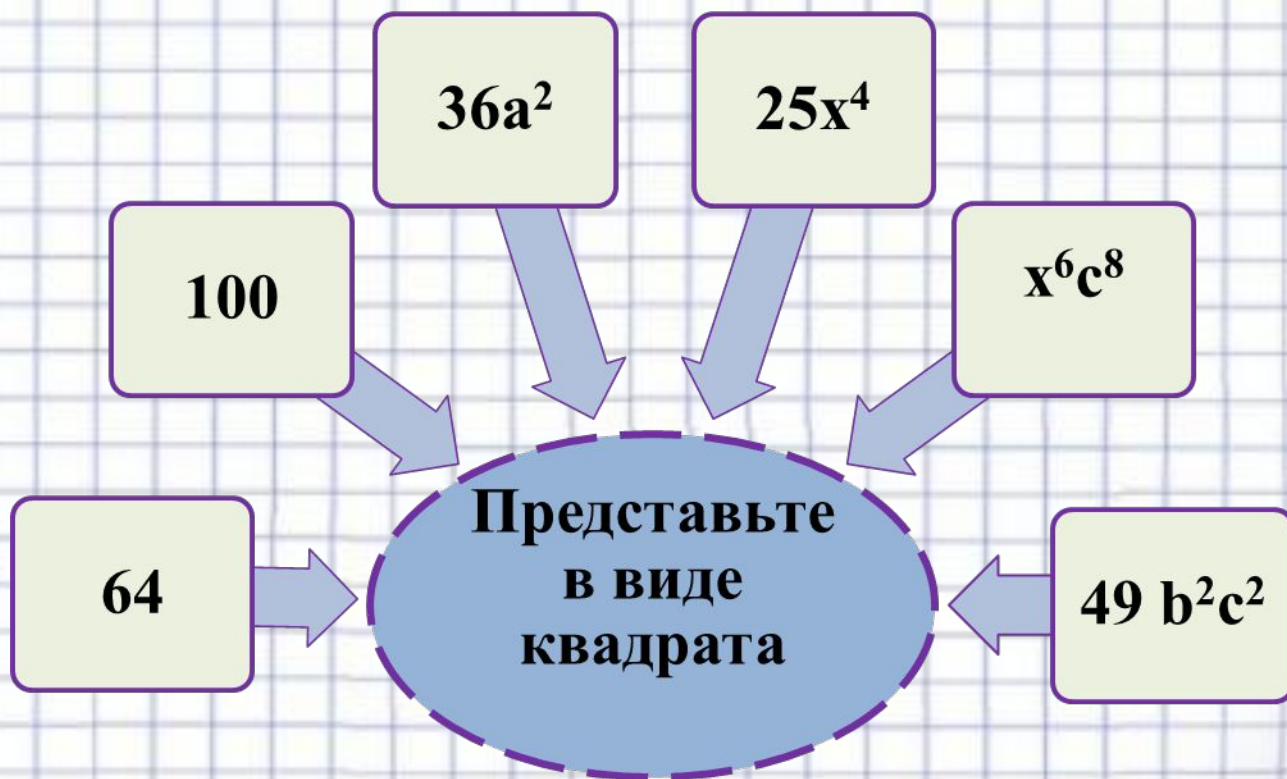 36a²
25x⁴
100
x⁶c⁸
64
Представьте
в виде
квадрата
49 b²c²